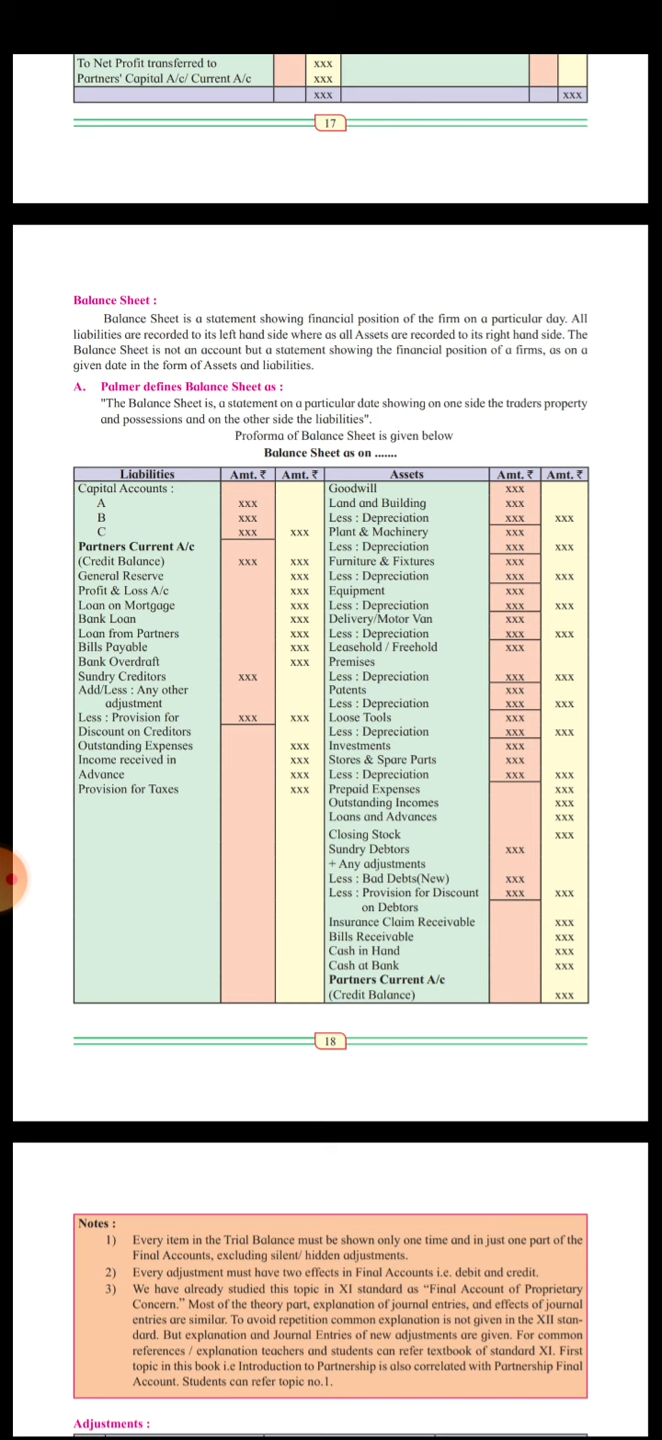 To Net Profit transferred to xxx
Partners' Capital A/c/ Current A/c xxx
xxx xxx
17
Balance Sheet :
Balance Sheet is a statement showing financial position of the firm on a particular day. All
liabilities are recorded to its left hand side where as all Assets are recorded to its right hand side. The
Balance Sheet is not an account but a statement showing the financial position of a firms, as on a
given date in the form of Assets and liabilities.
A. Palmer defines Balance Sheet as :
"The Balance Sheet is, a statement on a particular date showing on one side the traders property
and possessions and on the other side the liabilities".
Proforma of Balance Sheet is given below
Balance Sheet as on .......
Liabilities Amt. ₹ Amt. ₹ Assets Amt. ₹ Amt. ₹
Capital Accounts : Goodwill xxx
A xxx Land and Building xxx
B xxx Less : Depreciation xxx xxx
C xxx xxx Plant & Machinery xxx
Partners Current A/c Less : Depreciation xxx xxx
(Credit Balance) xxx xxx Furniture & Fixtures xxx
General Reserve xxx Less : Depreciation xxx xxx
Profit & Loss A/c xxx Equipment xxx
Loan on Mortgage xxx Less : Depreciation xxx xxx
Bank Loan xxx Delivery/Motor Van xxx
Loan from Partners xxx Less : Depreciation xxx xxx
Bills Payable xxx Leasehold / Freehold xxx
Bank Overdraft xxx Premises
Sundry Creditors xxx Less : Depreciation xxx xxx
Add/Less : Any other Patents xxx
adjustment Less : Depreciation xxx xxx
Less : Provision for xxx xxx Loose Tools xxx
Discount on Creditors Less : Depreciation xxx xxx
Outstanding Expenses xxx Investments xxx
Income received in xxx Stores & Spare Parts xxx
Advance xxx Less : Depreciation xxx xxx
Provision for Taxes xxx Prepaid Expenses xxx
Outstanding Incomes xxx
Loans and Advances xxx
Closing Stock xxx
Sundry Debtors xxx
+ Any adjustments
Less : Bad Debts(New) xxx
Less : Provision for Discount xxx xxx
on Debtors
Insurance Claim Receivable xxx
Bills Receivable xxx
Cash in Hand xxx
Cash at Bank xxx
Partners Current A/c
(Credit Balance) xxx
18
Notes :
1) Every item in the Trial Balance must be shown only one time and in just one part of the
Final Accounts, excluding silent/ hidden adjustments.
2) Every adjustment must have two effects in Final Accounts i.e. debit and credit.
3) We have already studied this topic in XI standard as “Final Account of Proprietary
Concern.” Most of the theory part, explanation of journal entries, and effects of journal
entries are similar. To avoid repetition common explanation is not given in the XII stan-
dard. But explanation and Journal Entries of new adjustments are given. For common
references / explanation teachers and students can refer textbook of standard XI. First
topic in this book i.e Introduction to Partnership is also correlated with Partnership Final
Account. Students can refer topic no.1.
Adjustments :